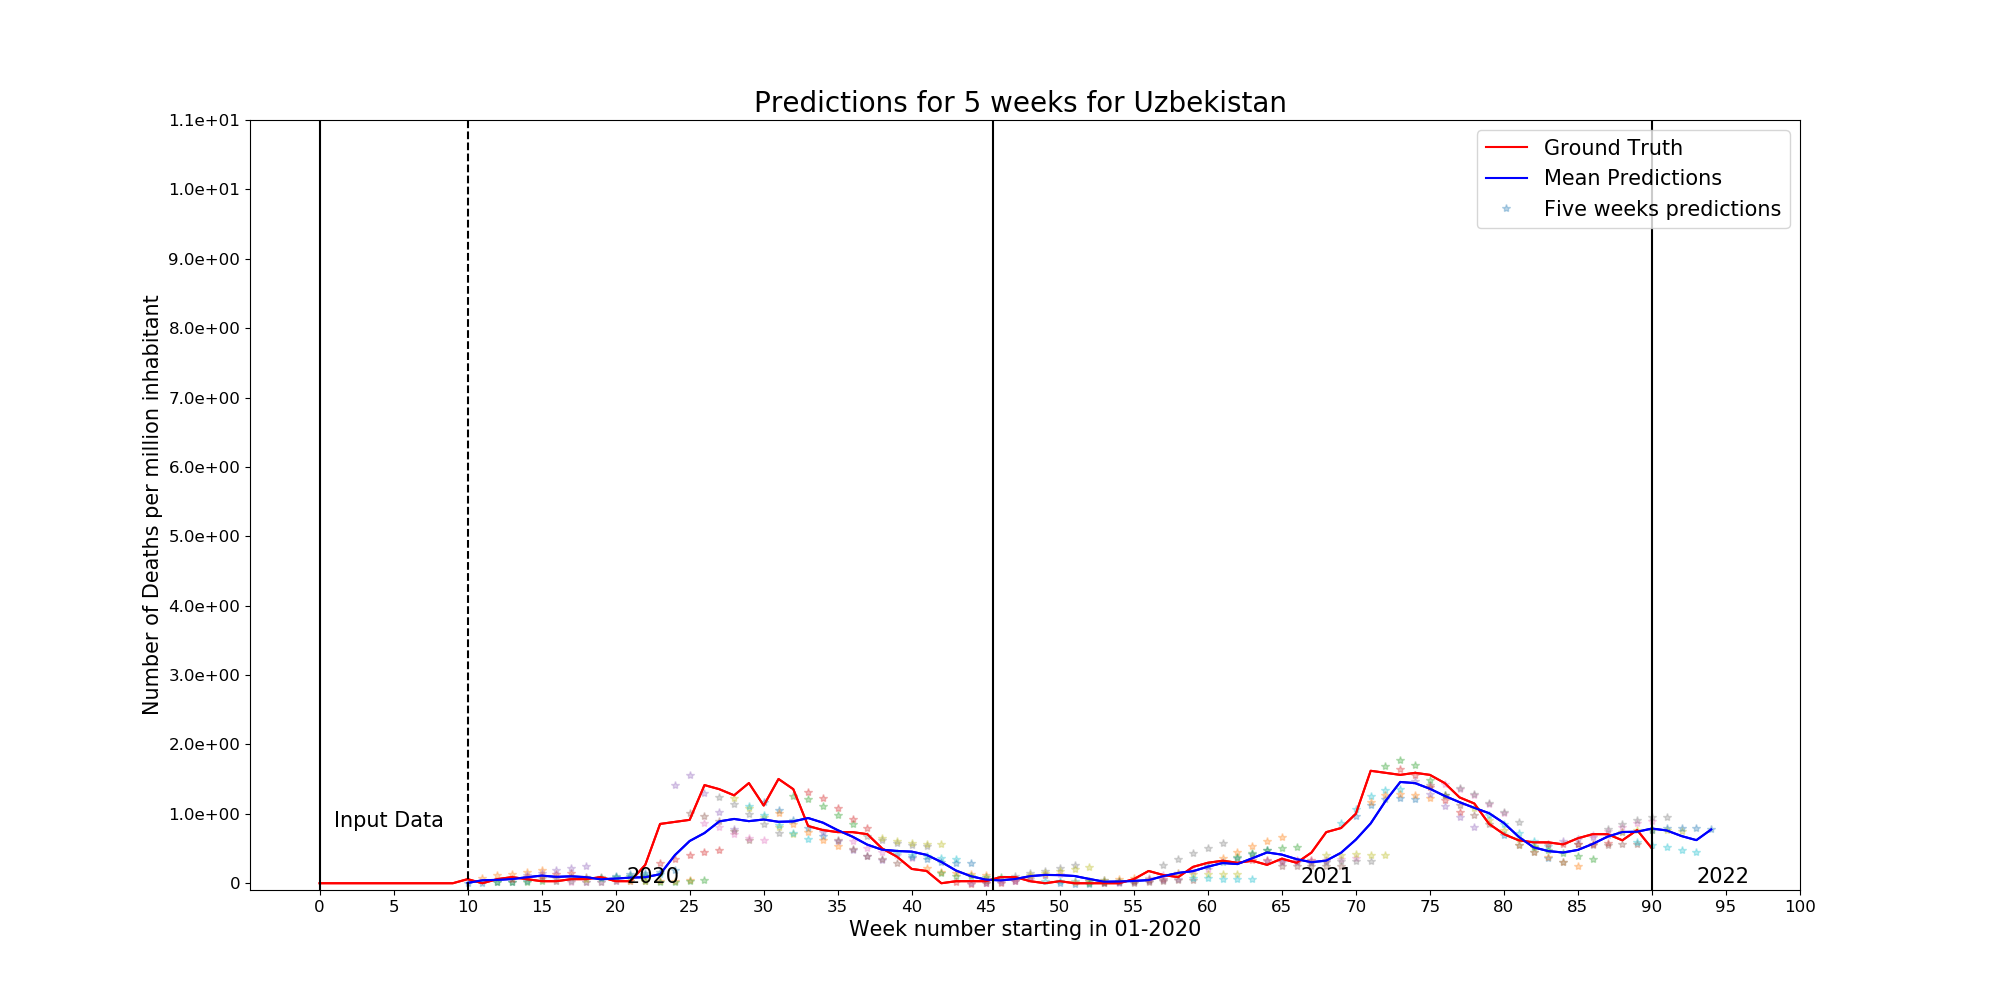 Predictions for 5 weeks for Uzbekistan
1.1e+01
1.0e+01
9.0e+00
8.0e+00
7.0e+00
6.0e+00
5.0e+00
4.0e+00
3.0e+00
2.0e+00
1.0e+00
0
Number of Deaths per million inhabitant
Ground Truth
Mean Predictions
Five weeks predictions
Input Data
2020 2021 2022
0 5 10 15 20 25 30 35 40 45 50 55 60 65 70 75 80 85 90 95 100
Week number starting in 01-2020